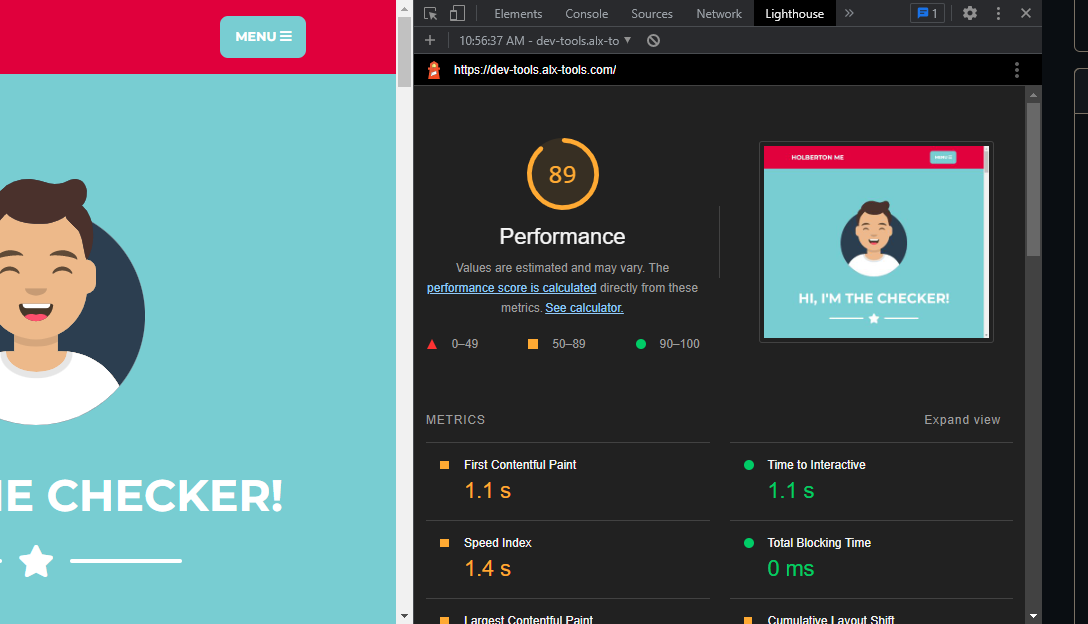 MENU
E CHECKER!
Elements Console Sources Network Lighthouse » 1
10:56:37 AM - dev-tools.alx-to
https://dev-tools.alx-tools.com/
89
Performance
Values are estimated and may vary. The
performance score is calculated directly from these
metrics. See calculator.
0–49 50–89 90–100
HOLBERTON ME
MENU
HI, I'M THE CHECKER!
METRICS
Expand view
First Contentful Paint
1.1 s
Time to Interactive
1.1 s
Speed Index
1.4 s
Total Blocking Time
0 ms
Largest Contentful Paint
Cumulative Layout Shift